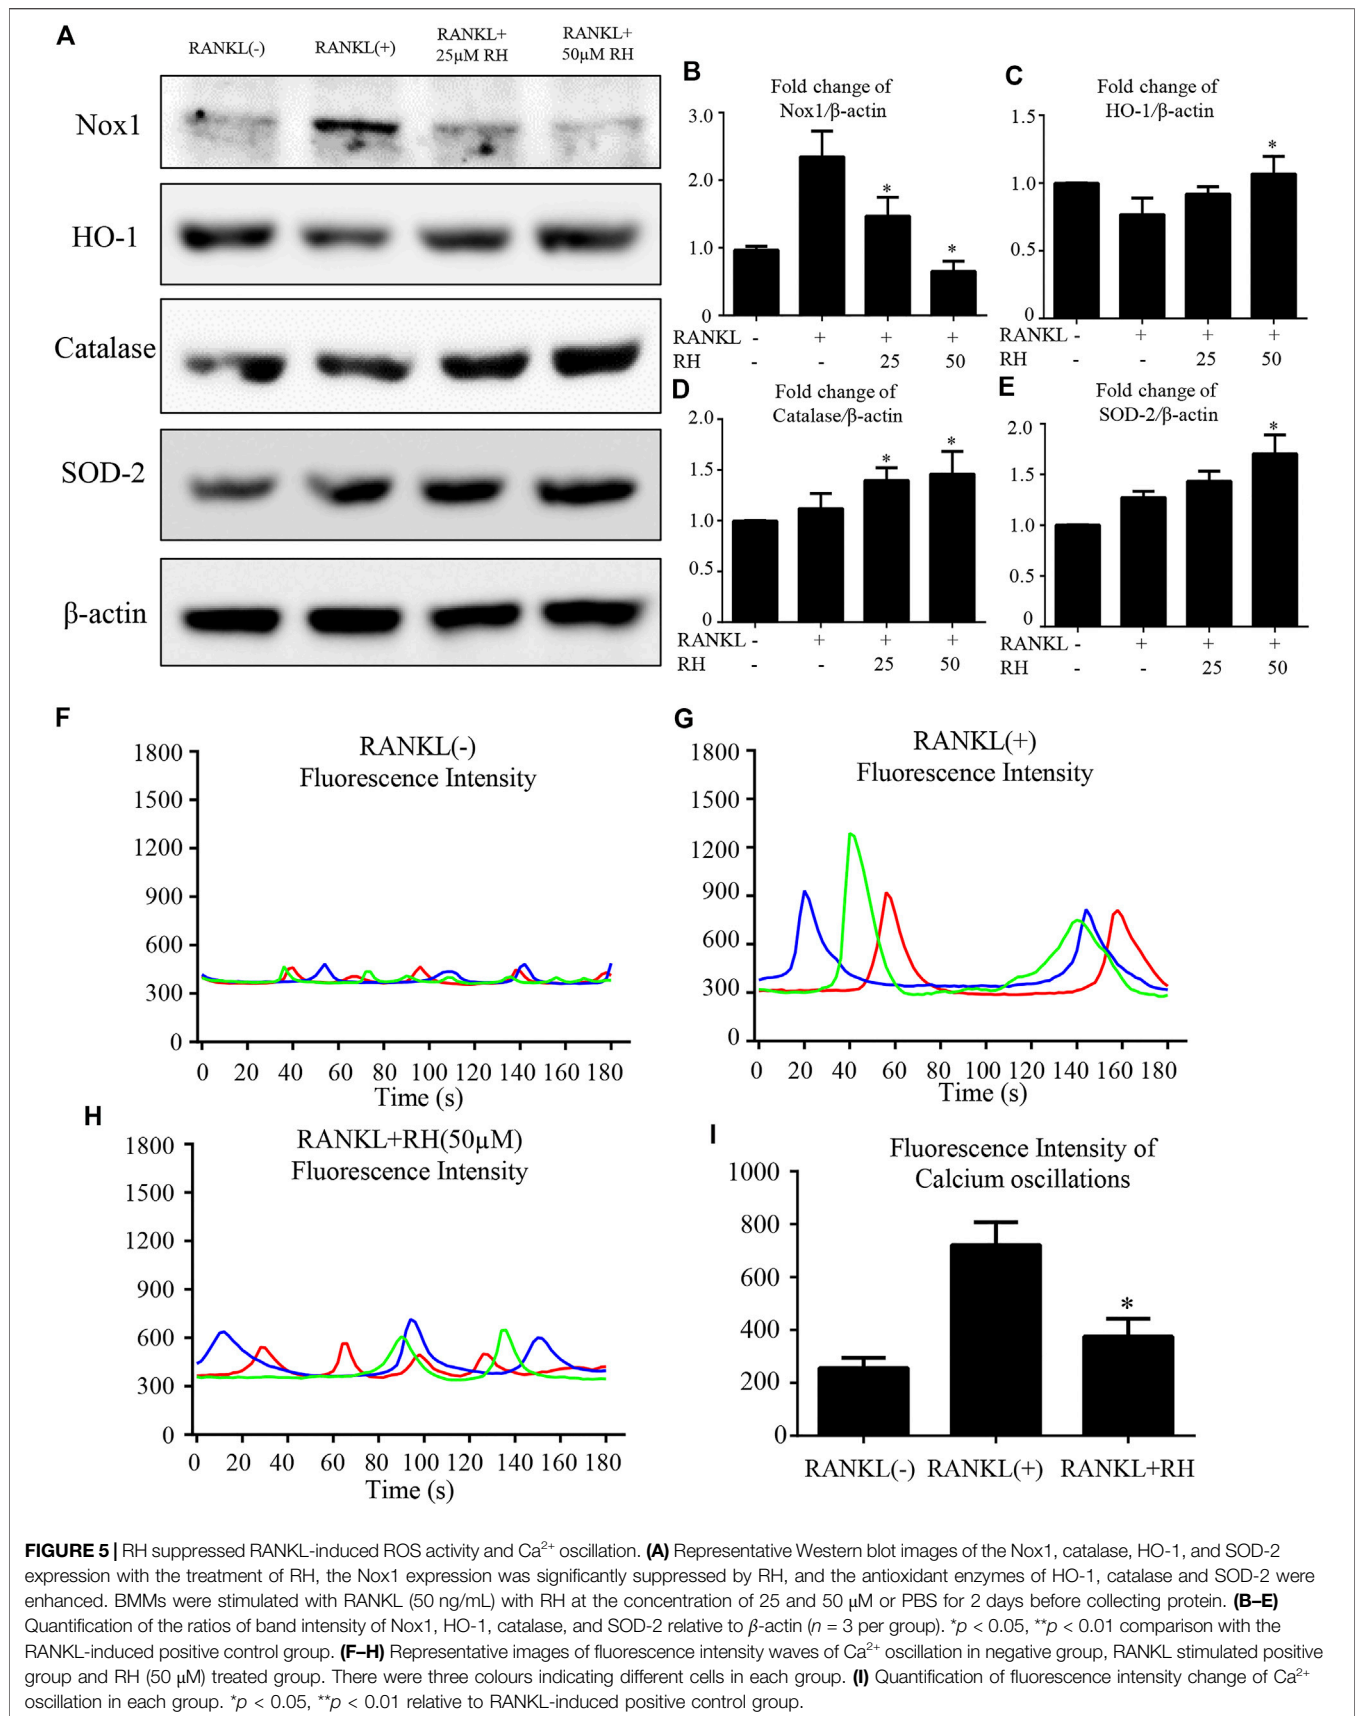 A
RANKL(-)
RANKL(+)
RANKL+
25µM RH
RANKL+
50µM RH
Nox1
HO-1
Catalase
SOD-2
β-actin
B
Fold change of
Nox1/β-actin
3.0
2.0
1.0
0
*
*
RANKL - + + +
RH - - 25 50
C
Fold change of
HO-1/β-actin
1.5
1.0
0.5
0
*
RANKL - + + +
RH - - 25 50
D
Fold change of
Catalase/β-actin
2.0
1.5
1.0
0.5
0
*
*
RANKL - + + +
RH - - 25 50
E
Fold change of
SOD-2/β-actin
2.0
1.5
1.0
0.5
0
*
RANKL - + + +
RH - - 25 50
F
RANKL(-)
Fluorescence Intensity
1800
1500
1200
900
600
300
0
0 20 40 60 80 100 120 140 160 180
Time (s)
G
RANKL(+)
Fluorescence Intensity
1800
1500
1200
900
600
300
0
0 20 40 60 80 100 120 140 160 180
Time (s)
H
RANKL+RH(50µM)
Fluorescence Intensity
1800
1500
1200
900
600
300
0
0 20 40 60 80 100 120 140 160 180
Time (s)
I
Fluorescence Intensity of
Calcium oscillations
1000
800
600
400
200
0
*
RANKL(-) RANKL(+) RANKL+RH
FIGURE 5 | RH suppressed RANKL-induced ROS activity and Ca²⁺ oscillation. (A) Representative Western blot images of the Nox1, catalase, HO-1, and SOD-2
expression with the treatment of RH, the Nox1 expression was significantly suppressed by RH, and the antioxidant enzymes of HO-1, catalase and SOD-2 were
enhanced. BMMs were stimulated with RANKL (50 ng/mL) with RH at the concentration of 25 and 50 µM or PBS for 2 days before collecting protein. (B–E)
Quantification of the ratios of band intensity of Nox1, HO-1, catalase, and SOD-2 relative to β-actin (n = 3 per group). *p < 0.05, **p < 0.01 comparison with the
RANKL-induced positive control group. (F–H) Representative images of fluorescence intensity waves of Ca²⁺ oscillation in negative group, RANKL stimulated positive
group and RH (50 µM) treated group. There were three colours indicating different cells in each group. (I) Quantification of fluorescence intensity change of Ca²⁺
oscillation in each group. *p < 0.05, **p < 0.01 relative to RANKL-induced positive control group.